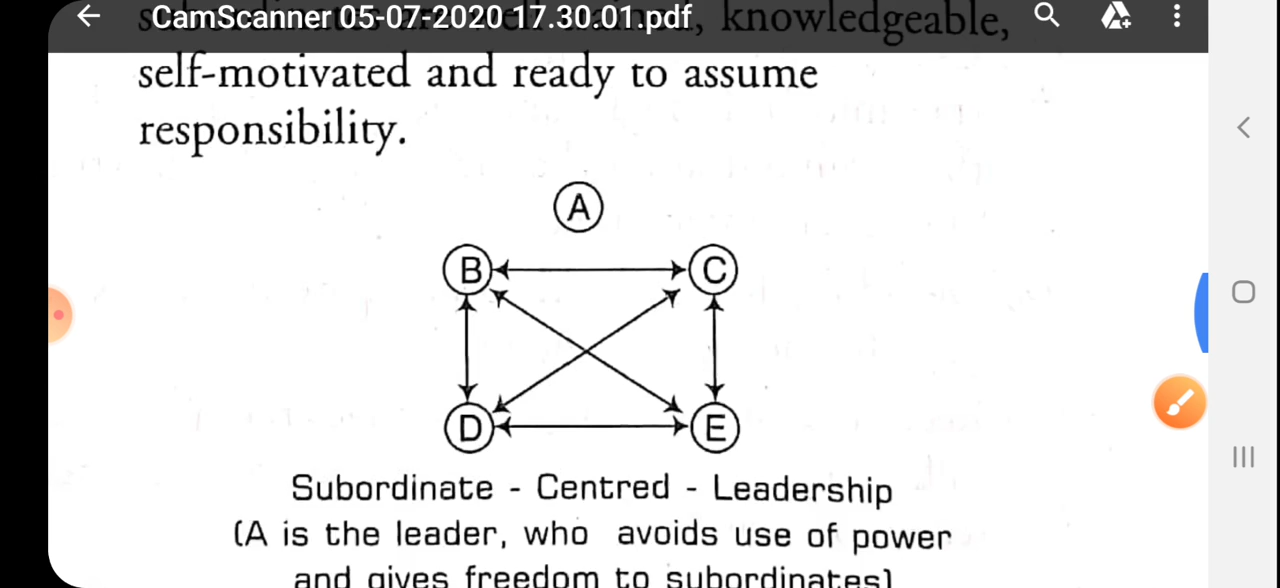 CamScanner 05-07-2020 17.30.01.pdf
knowledgeable,
self-motivated and ready to assume
responsibility.
A
B C
D E
Subordinate - Centred - Leadership
(A is the leader, who avoids use of power
and gives freedom to subordinates)